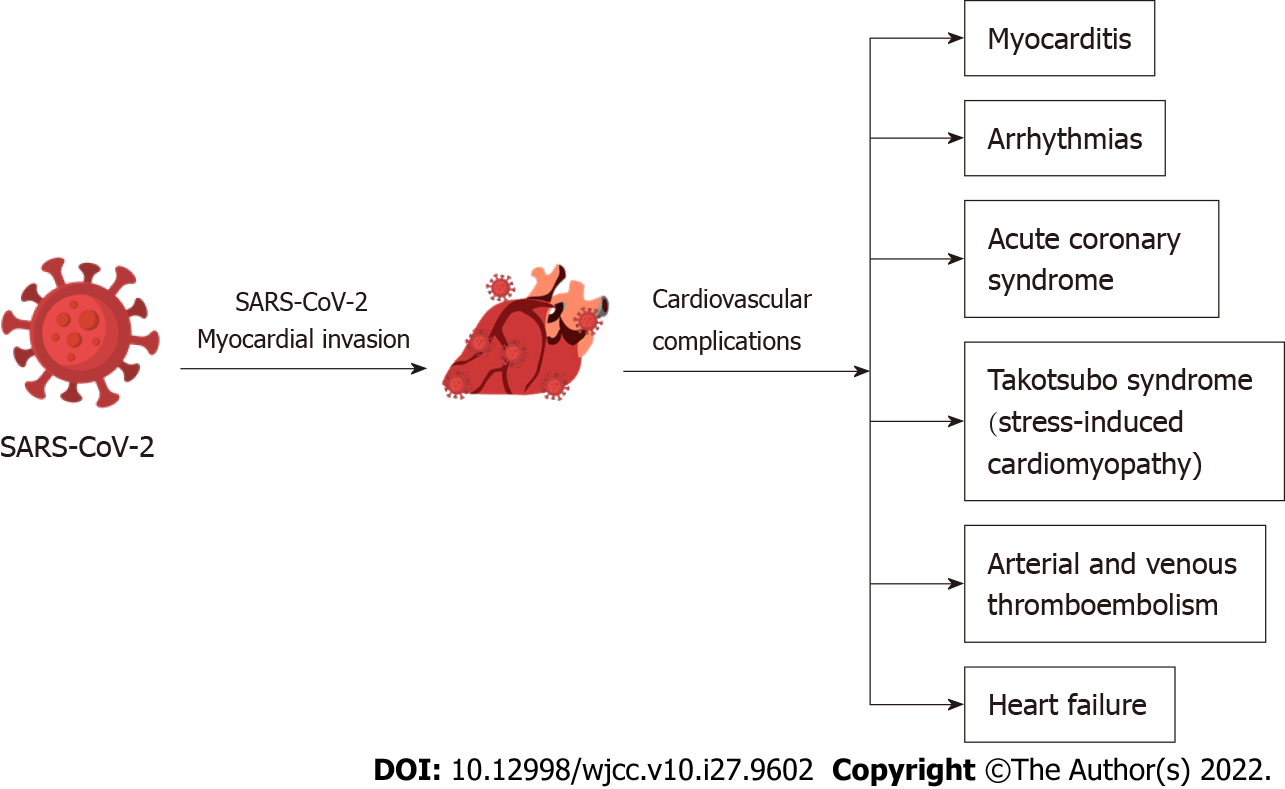 SARS-CoV-2
SARS-CoV-2
Myocardial invasion
Cardiovascular
complications
Myocarditis
Arrhythmias
Acute coronary
syndrome
Takotsubo syndrome
(stress-induced
cardiomyopathy)
Arterial and venous
thromboembolism
Heart failure
DOI: 10.12998/wjcc.v10.i27.9602 Copyright ©The Author(s) 2022.